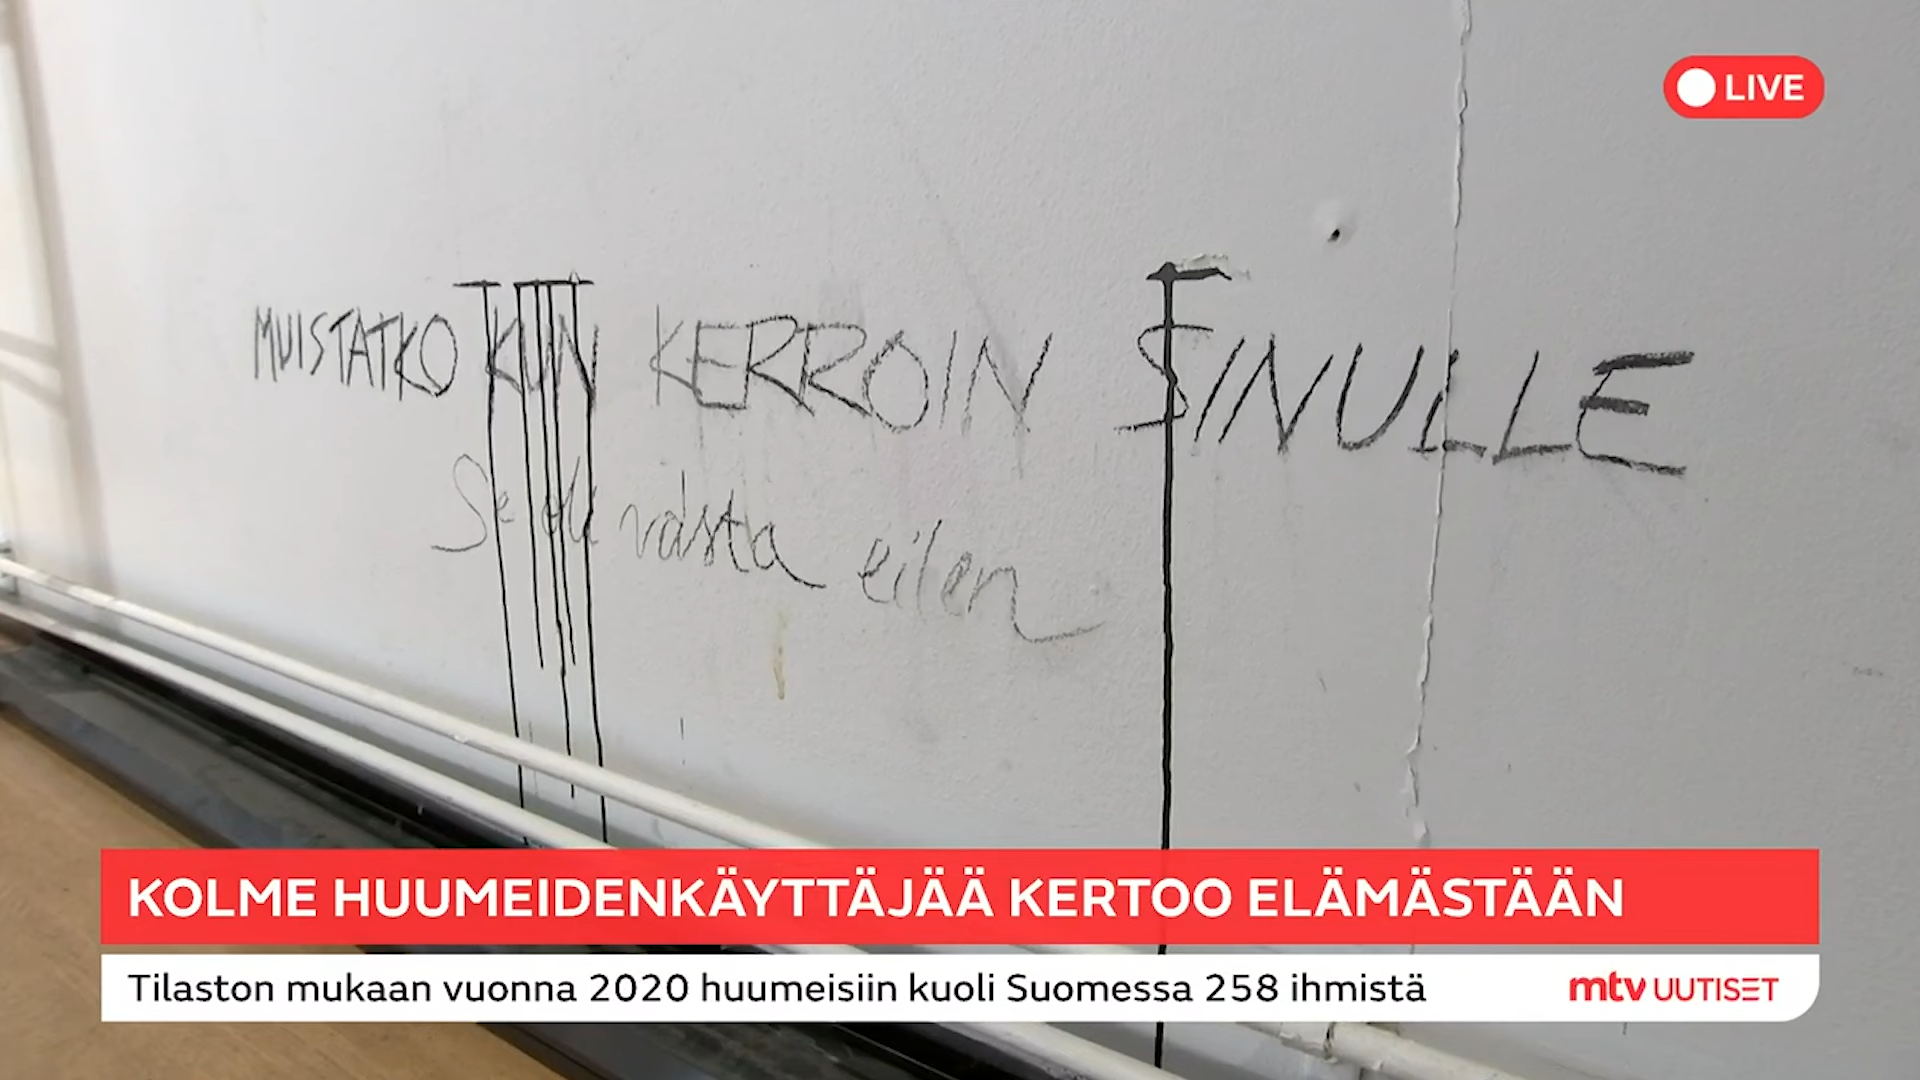 LIVE
MUISTATKO KUN KERROIN SINULLE
Se oli vasta eilen
KOLME HUUMEIDENKÄYTTÄJÄÄ KERTOO ELÄMÄSTÄÄN
Tilaston mukaan vuonna 2020 huumeisiin kuoli Suomessa 258 ihmistä
mtv UUTISET